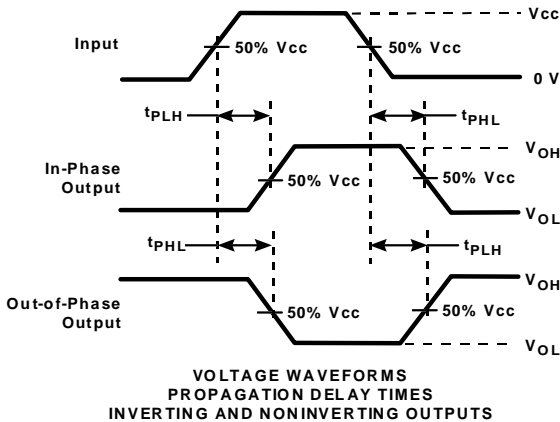 Vcc
Input
50% Vcc
50% Vcc
0 V
tPLH
tPHL
In-Phase
Output
VOH
50% Vcc
50% Vcc
VOL
tPHL
tPLH
Out-of-Phase
Output
VOH
50% Vcc
50% Vcc
VOL
VOLTAGE WAVEFORMS
PROPAGATION DELAY TIMES
INVERTING AND NONINVERTING OUTPUTS